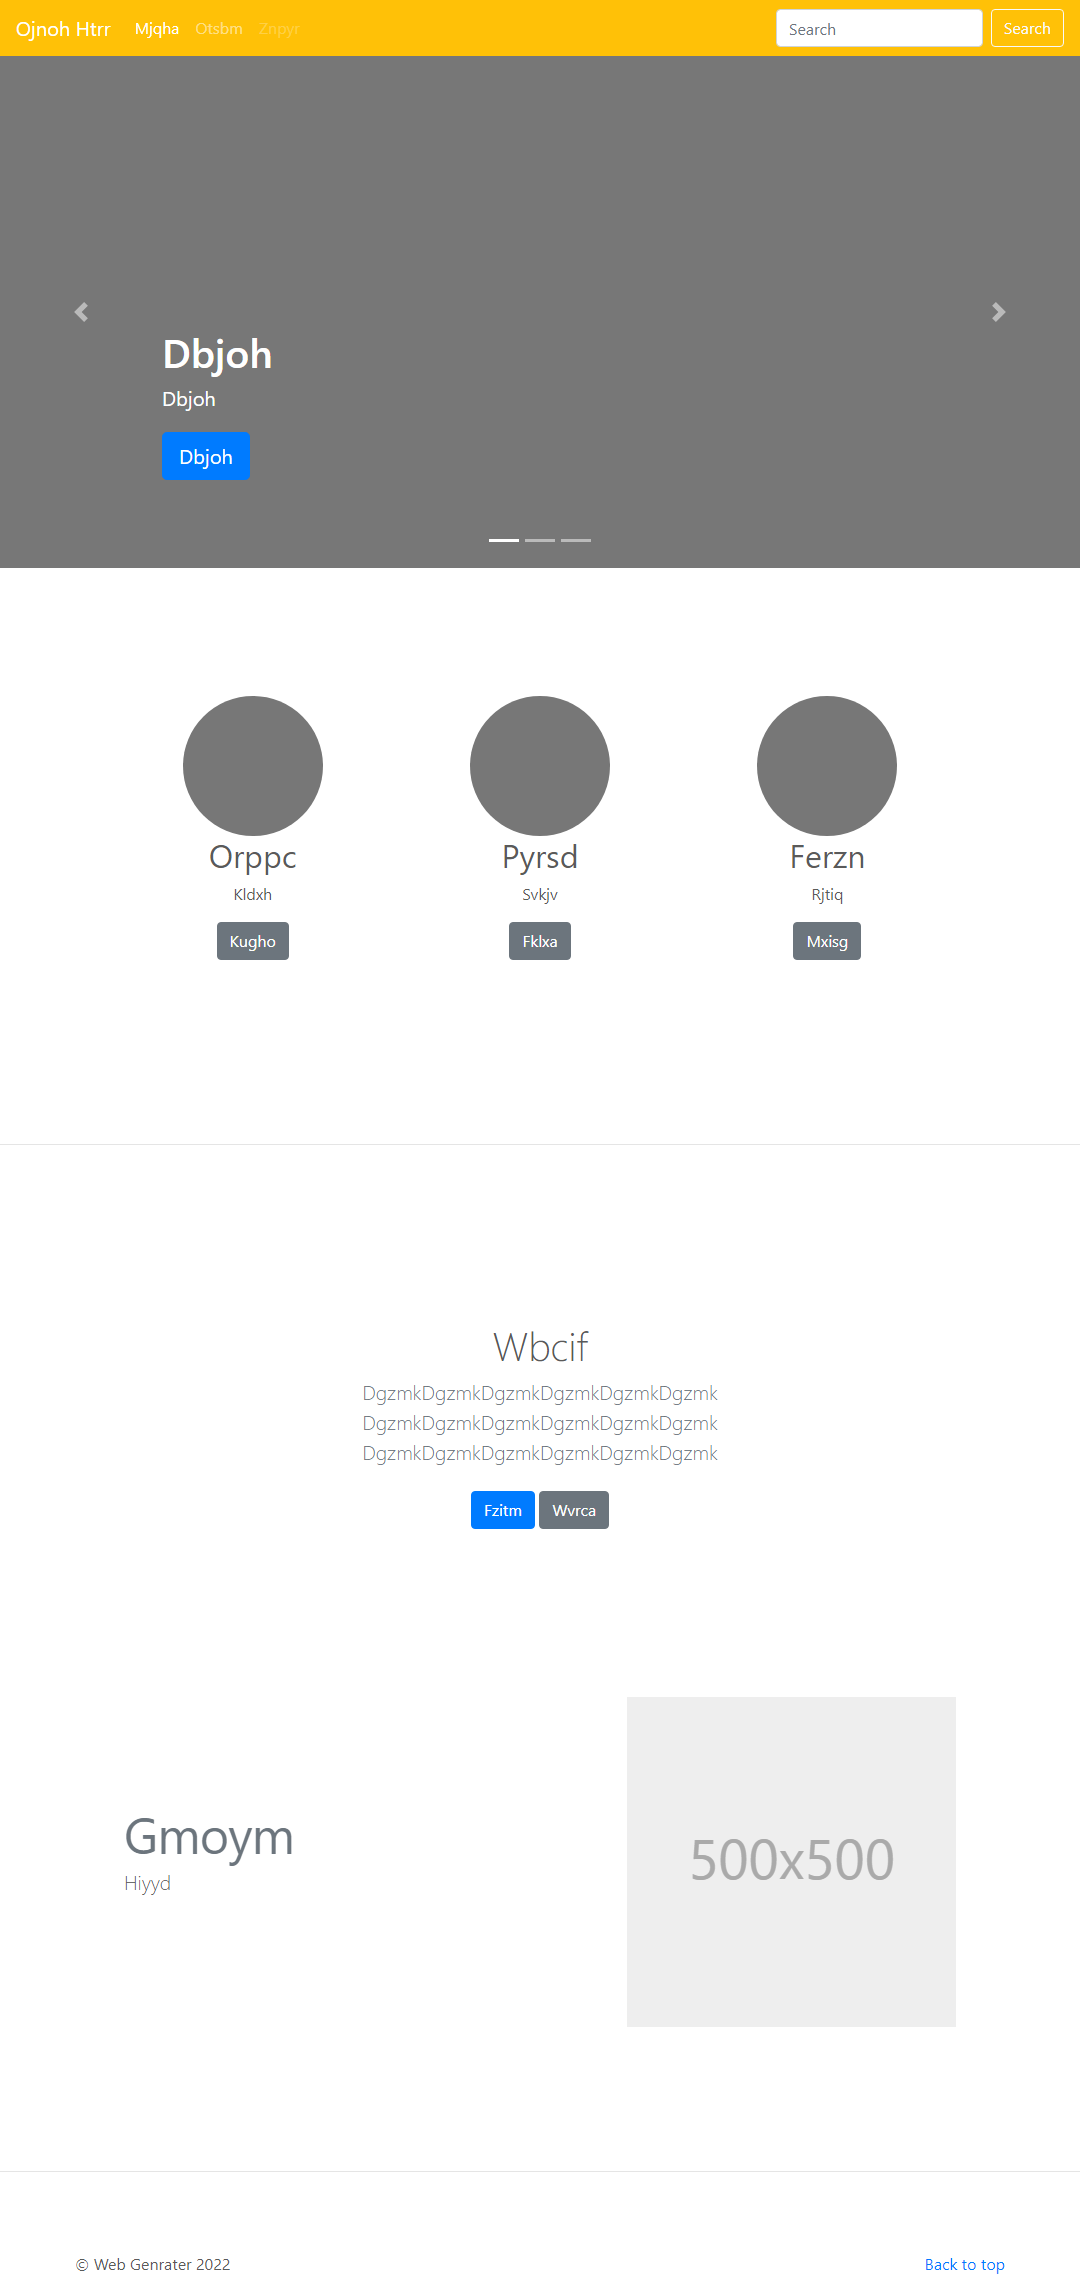 Ojnoh Htrr Mjqha Otsbm Znpyr Search Search
Dbjoh
Dbjoh
Dbjoh
Orppc Pyrsd Ferzn
Kldxh Svkjv Rjtiq
Kugho Fklxa Mxisg
Wbcif
DgzmkDgzmkDgzmkDgzmkDgzmkDgzmk
DgzmkDgzmkDgzmkDgzmkDgzmkDgzmk
DgzmkDgzmkDgzmkDgzmkDgzmkDgzmk
Fzitm Wvrca
Gmoym
Hiyyd
500x500
© Web Genrater 2022 Back to top